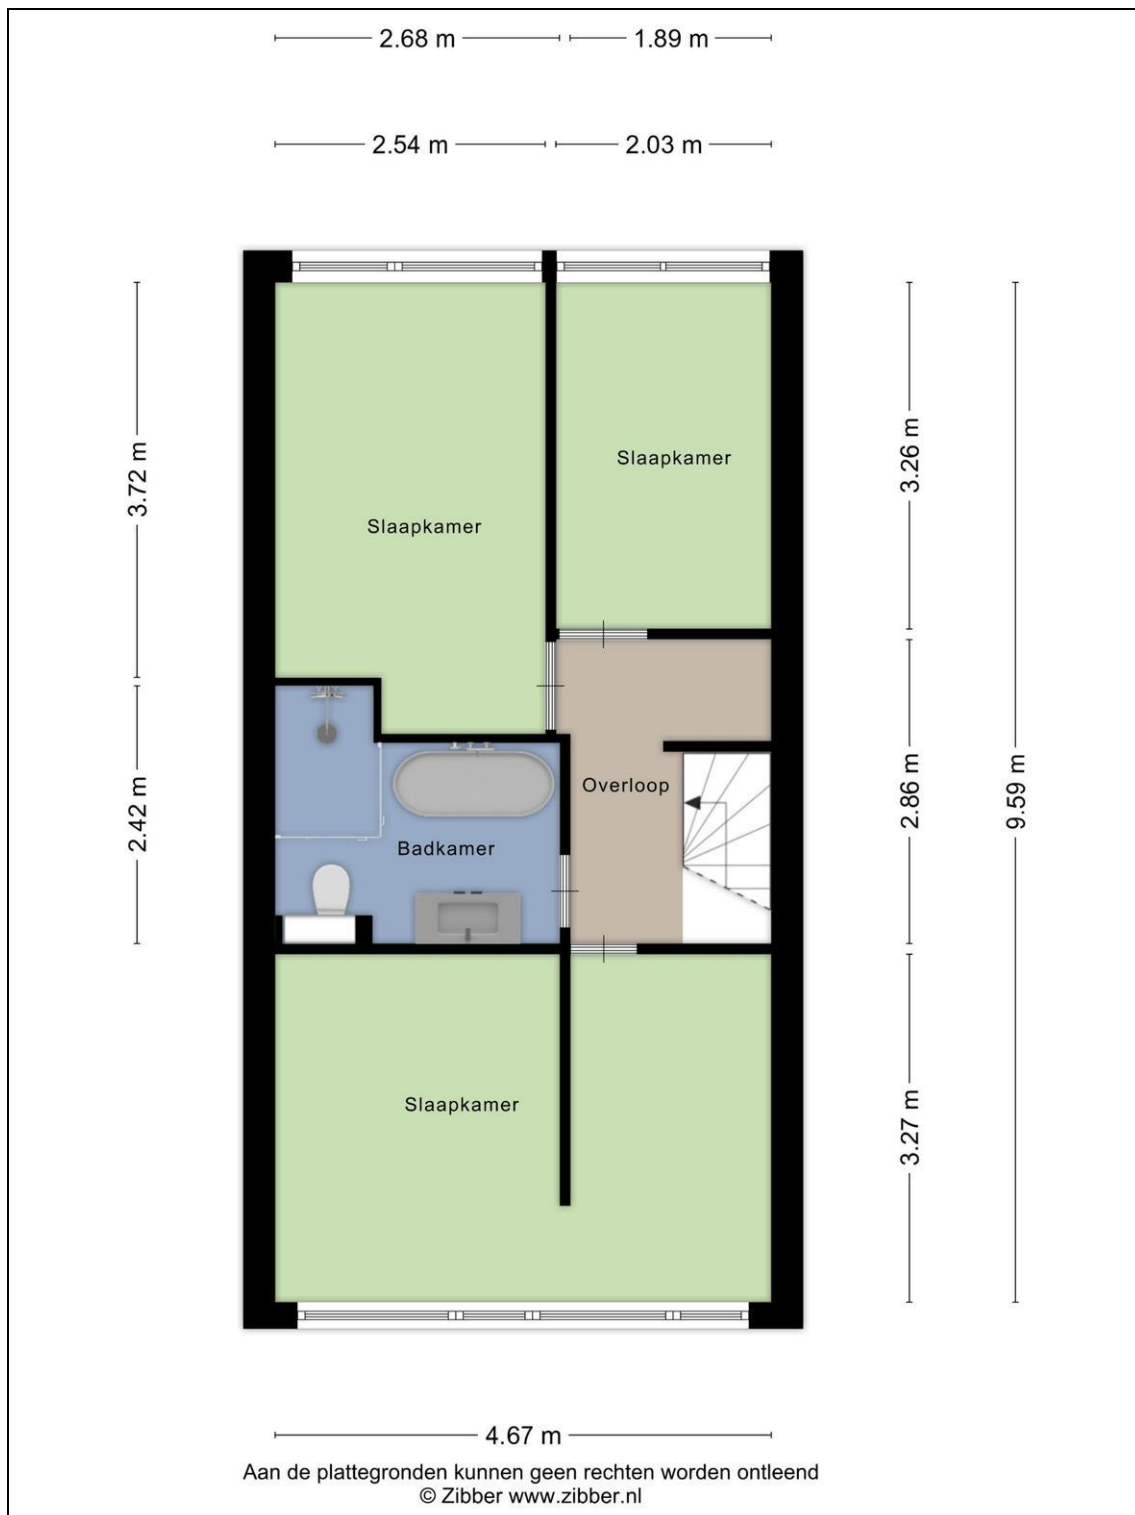 2.68 m
1.89 m
2.54 m
2.03 m
3.72 m
3.26 m
Slaapkamer
Slaapkamer
2.42 m
Overloop
2.86 m
9.59 m
Badkamer
Slaapkamer
3.27 m
4.67 m
Aan de plattegronden kunnen geen rechten worden ontleend
© Zibber www.zibber.nl